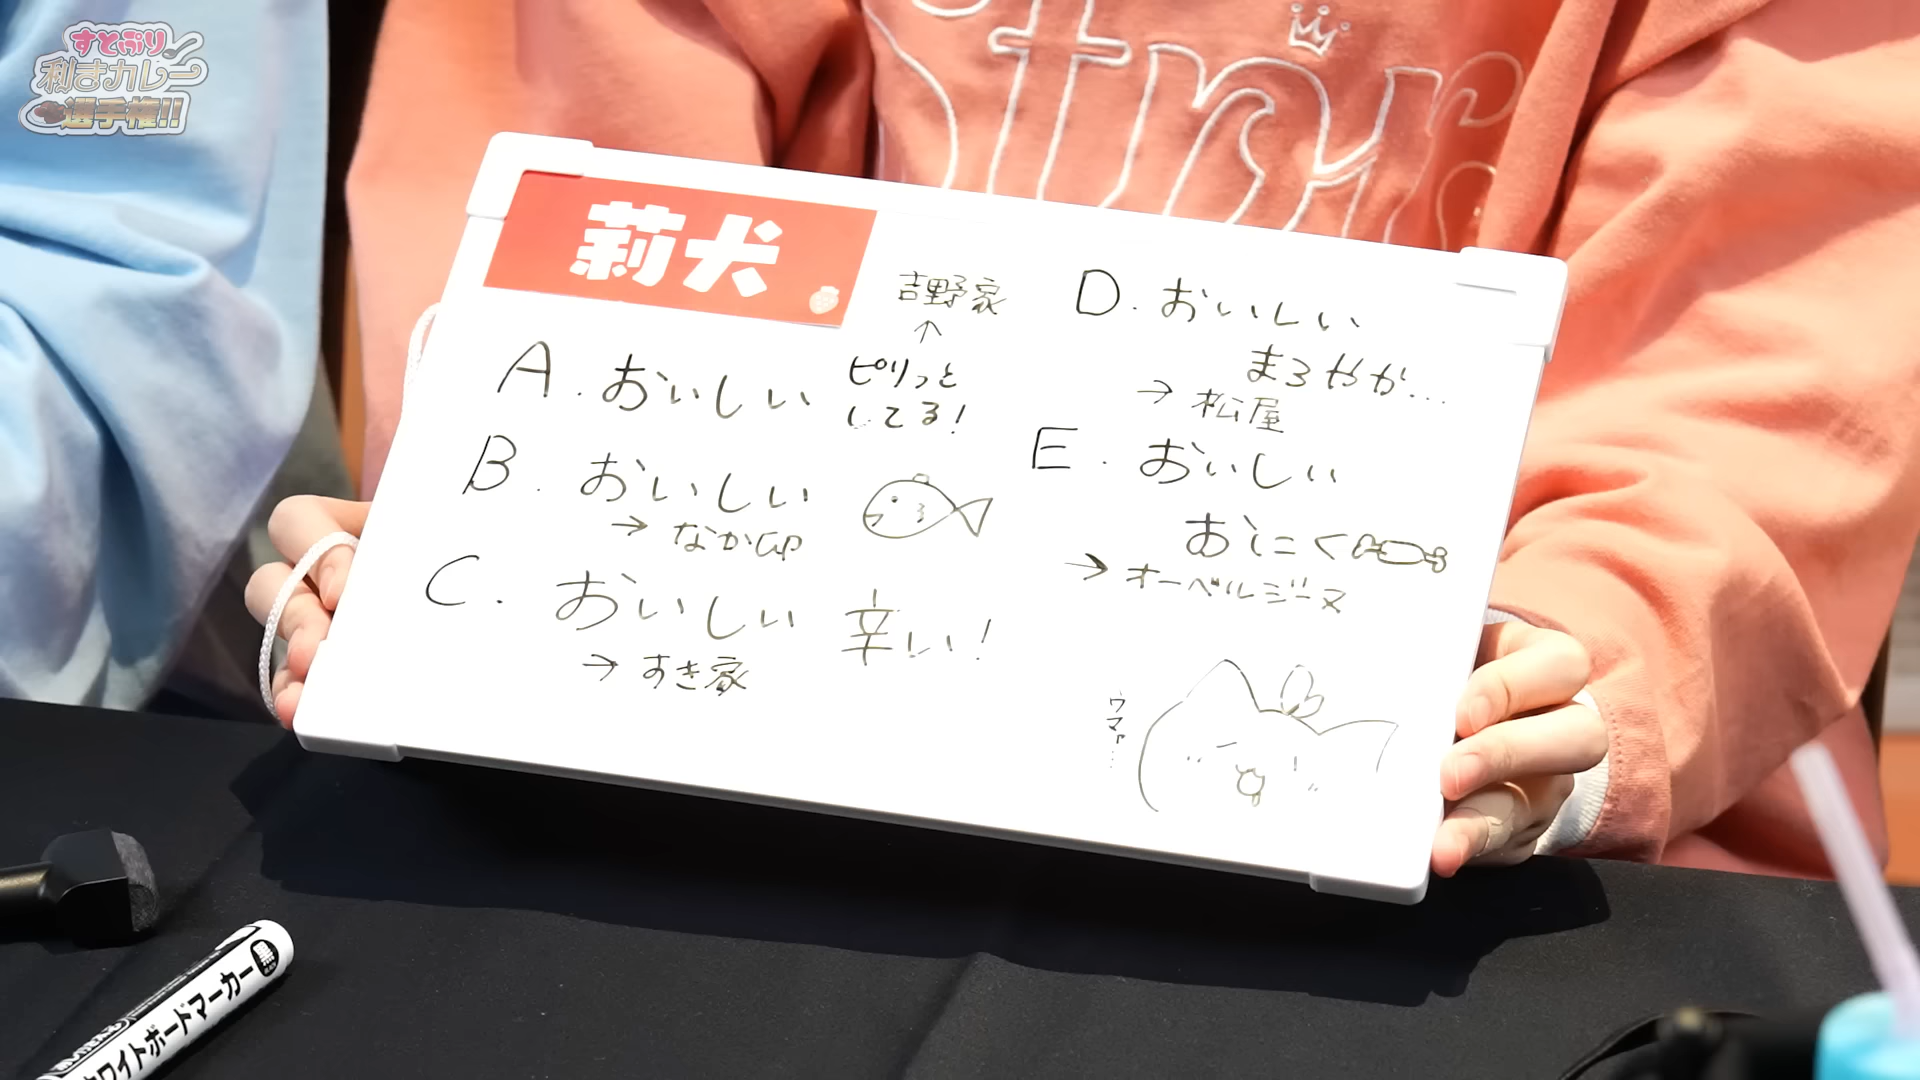 すとぷり
利きカレー
選手権!!
Stpr
莉犬
吉野家
↑
A. おいしい ピリっと
してる!
B. おいしい
→ なか卯
C. おいしい 辛い!
→ すき家
D. おいしい
まろやか…
→ 松屋
E. おいしい
おにく
→ オーベルジーヌ
ウマァ…
ホワイトボードマーカー
黒